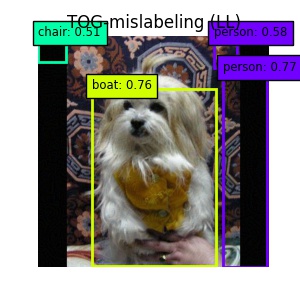 TOG-mislabeling (LL)
chair: 0.51
person: 0.58
person: 0.77
boat: 0.76